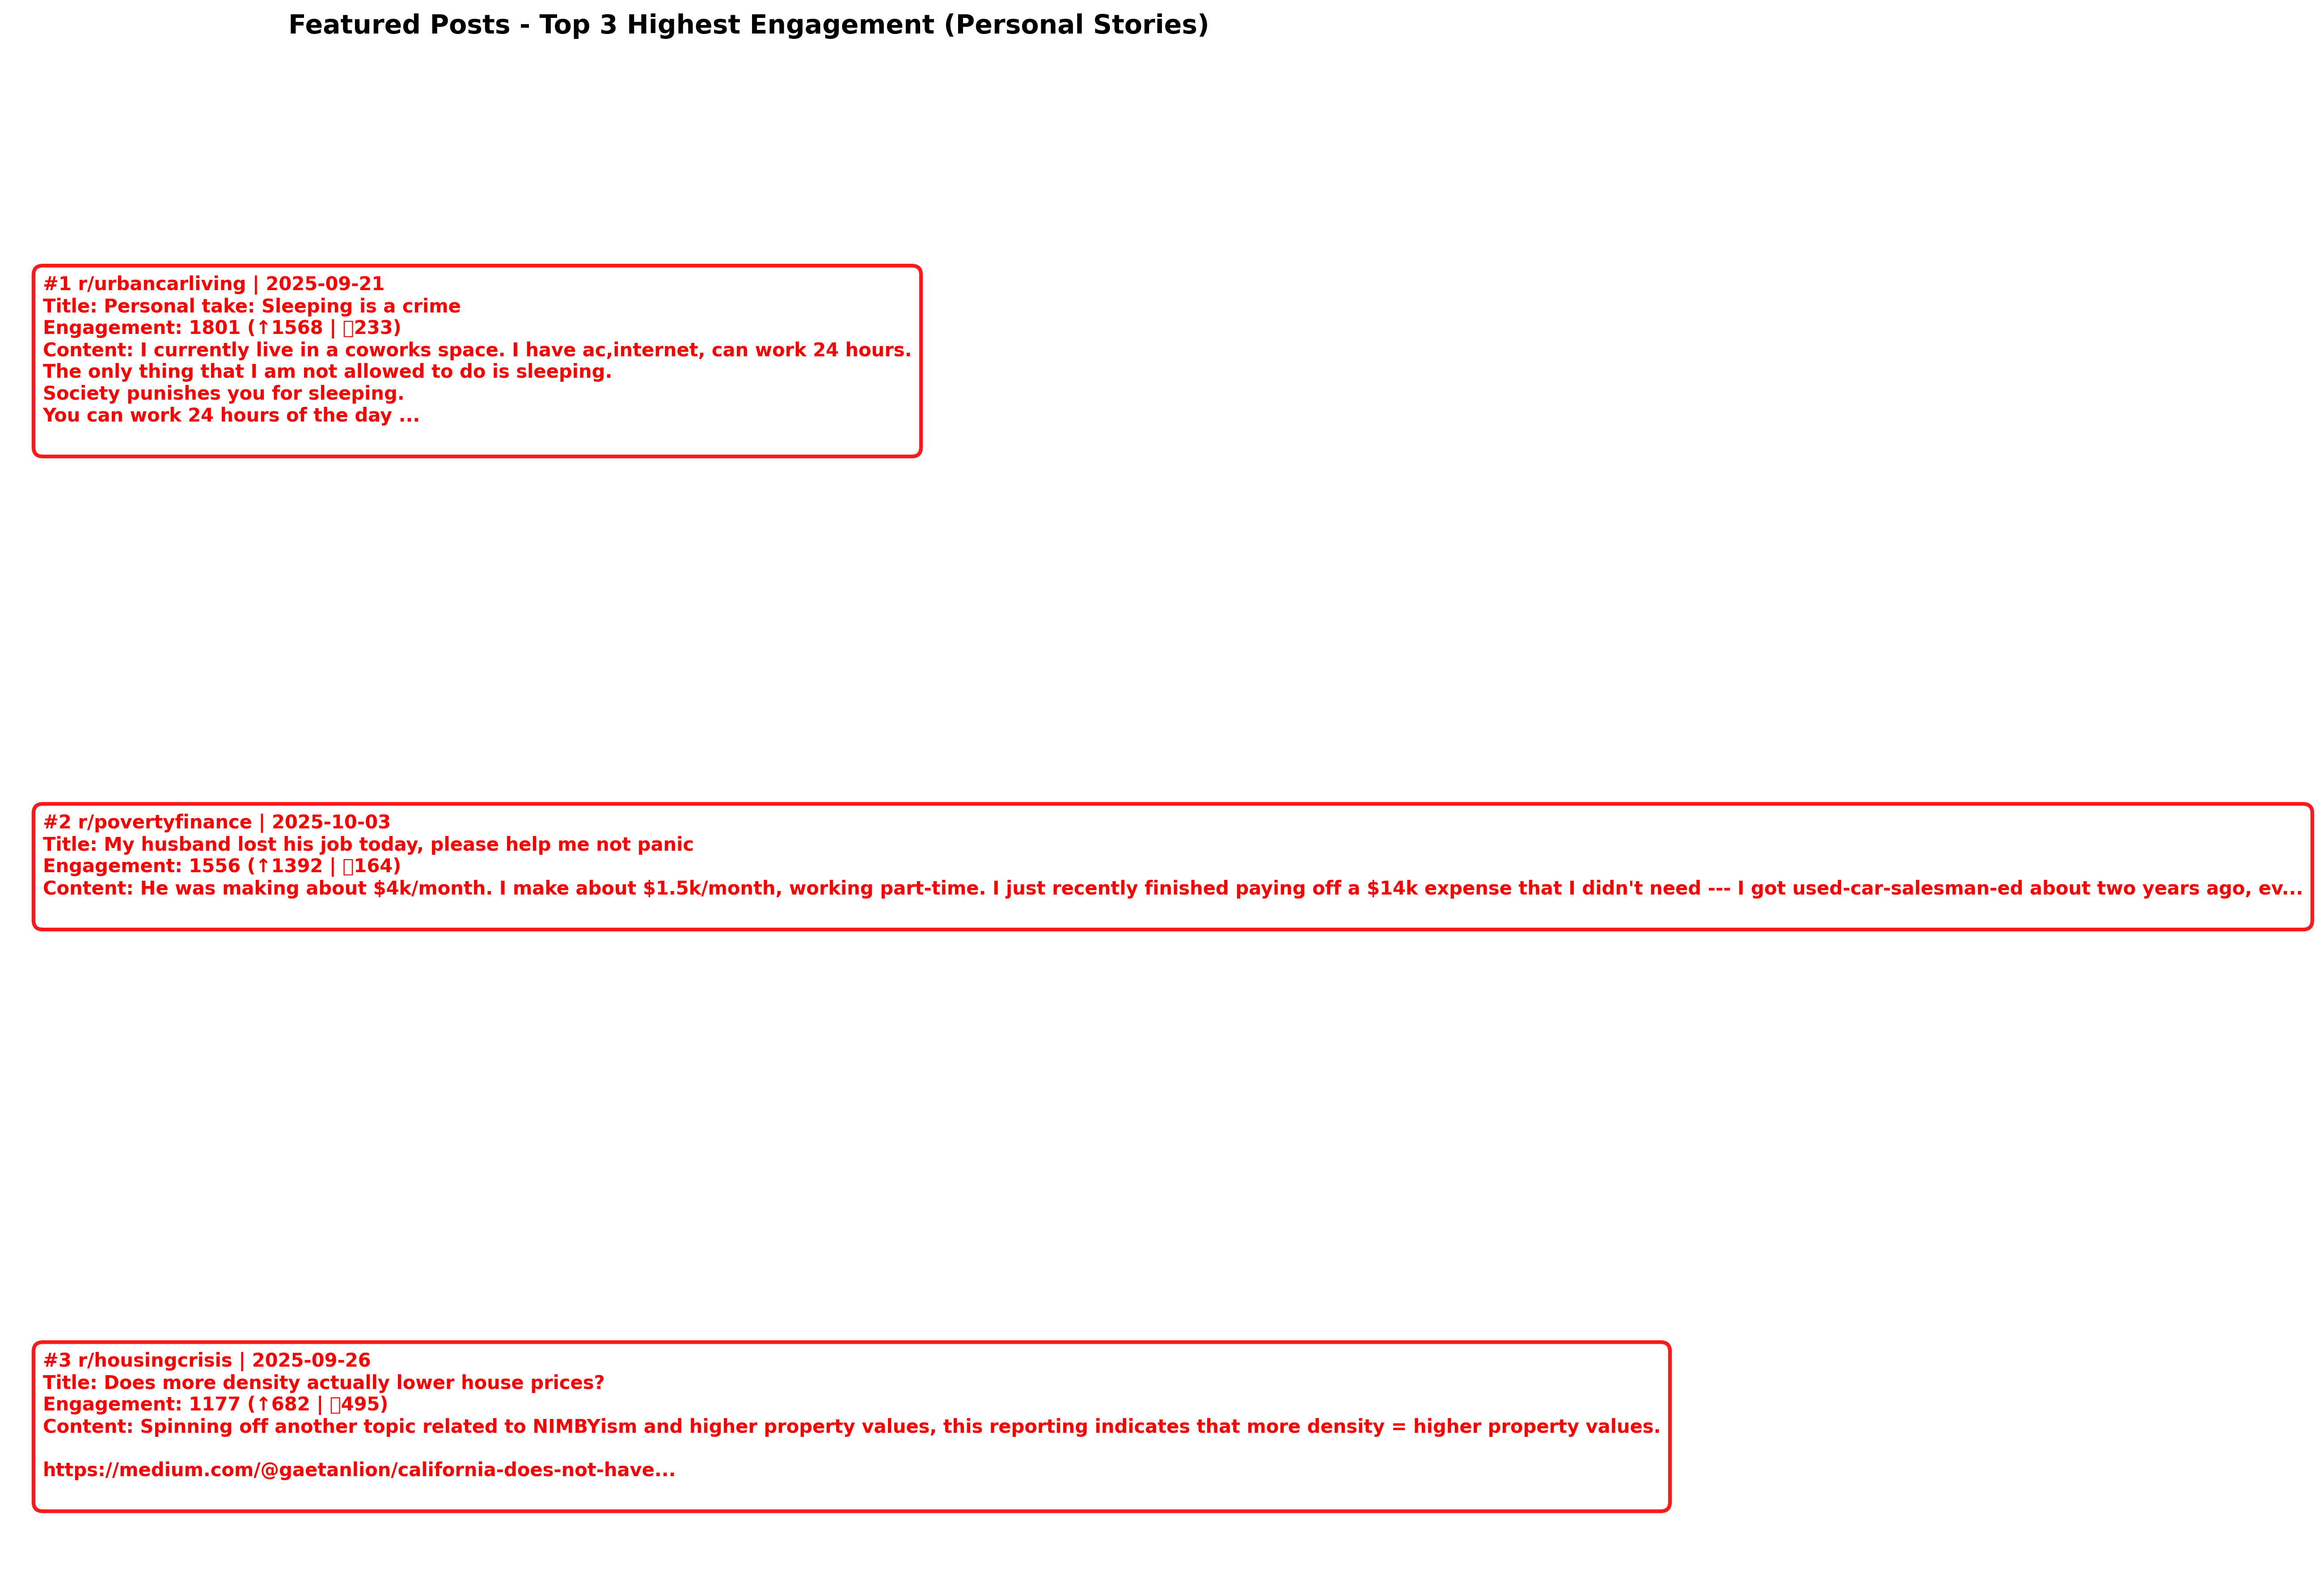 Featured Posts - Top 3 Highest Engagement (Personal Stories)
#1 r/urbancarliving | 2025-09-21
Title: Personal take: Sleeping is a crime
Engagement: 1801 (↑1568 | ▯233)
Content: I currently live in a coworks space. I have ac,internet, can work 24 hours.
The only thing that I am not allowed to do is sleeping.
Society punishes you for sleeping.
You can work 24 hours of the day ...
#2 r/povertyfinance | 2025-10-03
Title: My husband lost his job today, please help me not panic
Engagement: 1556 (↑1392 | ▯164)
Content: He was making about $4k/month. I make about $1.5k/month, working part-time. I just recently finished paying off a $14k expense that I didn't need --- I got used-car-salesman-ed about two years ago, ev...
#3 r/housingcrisis | 2025-09-26
Title: Does more density actually lower house prices?
Engagement: 1177 (↑682 | ▯495)
Content: Spinning off another topic related to NIMBYism and higher property values, this reporting indicates that more density = higher property values.
https://medium.com/@gaetanlion/california-does-not-have...